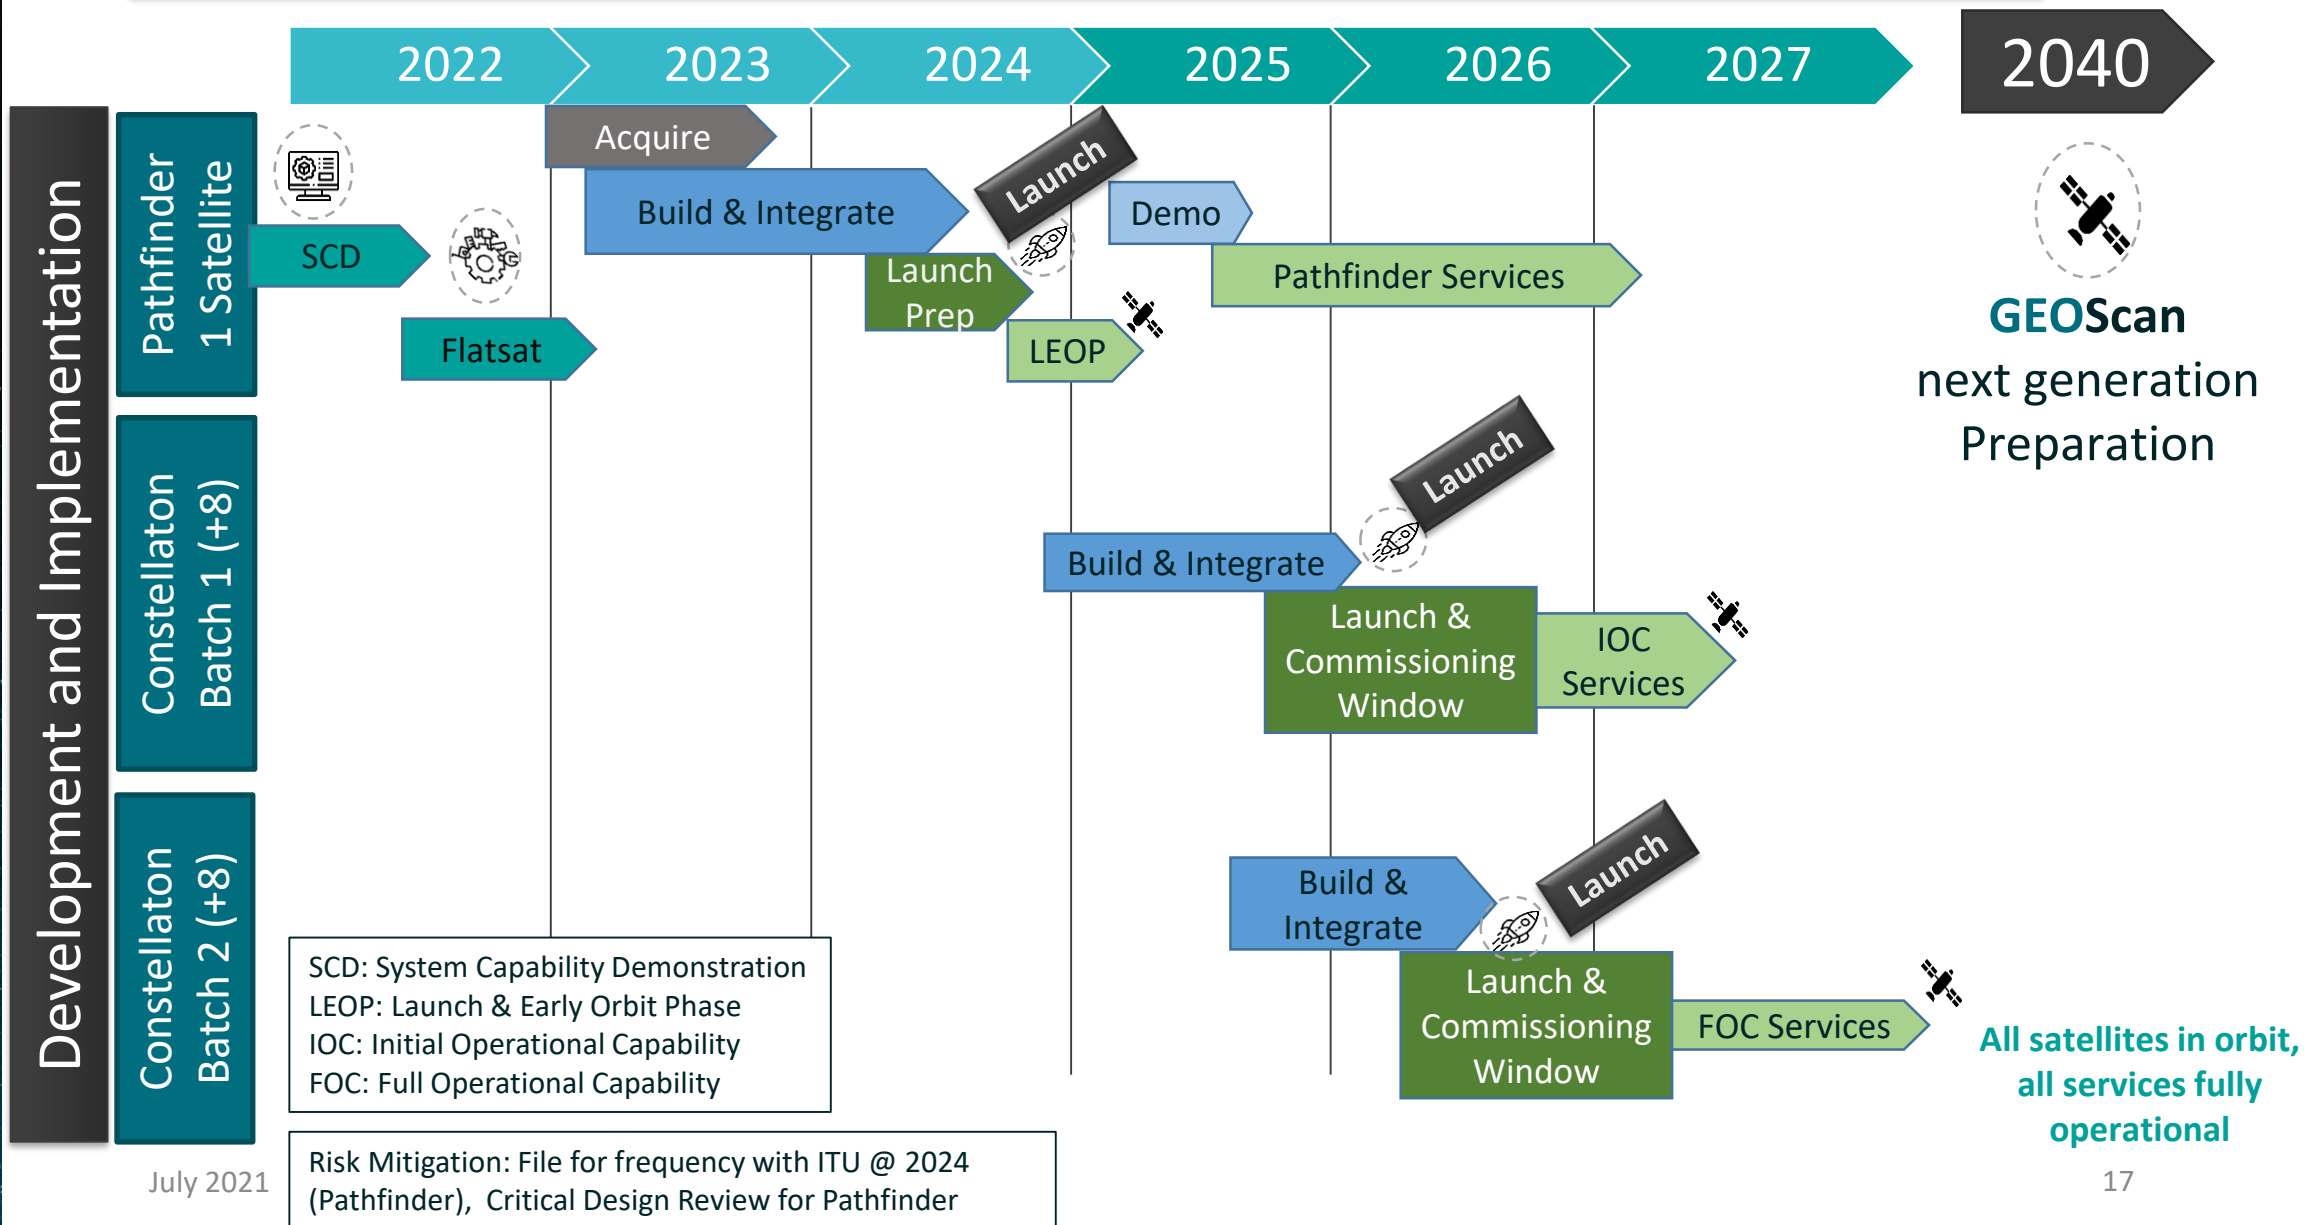 2022
2023
2024
2025
2026
2027
2040
Development and Implementation
Pathfinder
1 Satellite
SCD
Flatsat
Acquire
Build & Integrate
Launch
Prep
Launch
LEOP
Demo
Pathfinder Services
GEOScan
next generation
Preparation
Constellaton
Batch 1 (+8)
Build & Integrate
Launch
Launch &
Commissioning
Window
IOC
Services
Constellaton
Batch 2 (+8)
Build &
Integrate
Launch
Launch &
Commissioning
Window
FOC Services
All satellites in orbit,
all services fully
operational
SCD: System Capability Demonstration
LEOP: Launch & Early Orbit Phase
IOC: Initial Operational Capability
FOC: Full Operational Capability
Risk Mitigation: File for frequency with ITU @ 2024
(Pathfinder), Critical Design Review for Pathfinder
July 2021
17